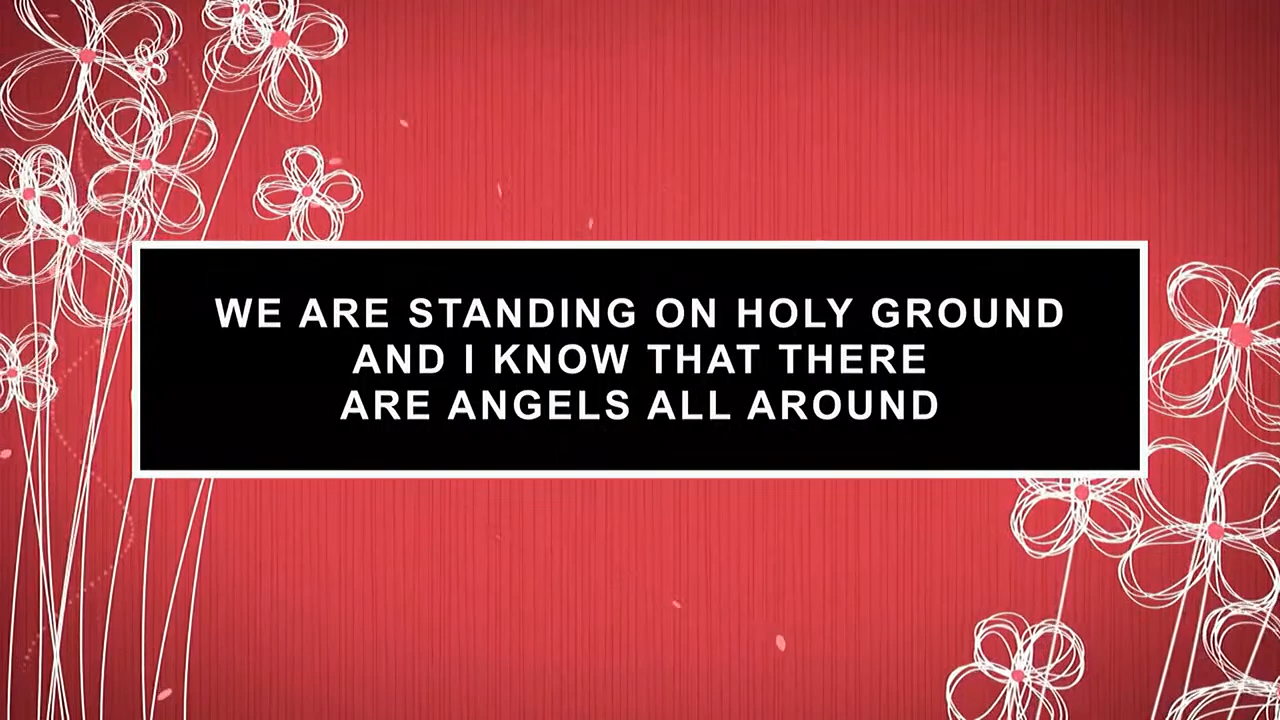 WE ARE STANDING ON HOLY GROUND
AND I KNOW THAT THERE
ARE ANGELS ALL AROUND